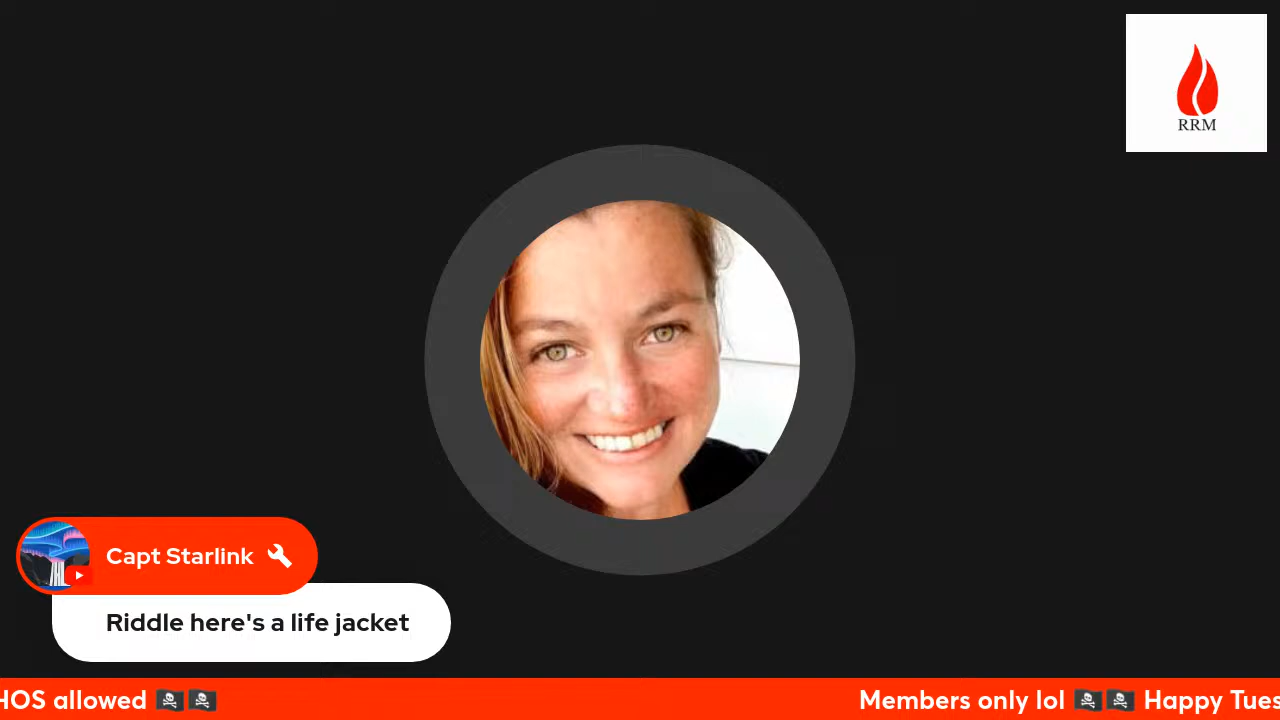 RRM
Capt Starlink
Riddle here's a life jacket
HOS allowed 🏴‍☠️🏴‍☠️ Members only lol 🏴‍☠️🏴‍☠️ Happy Tues